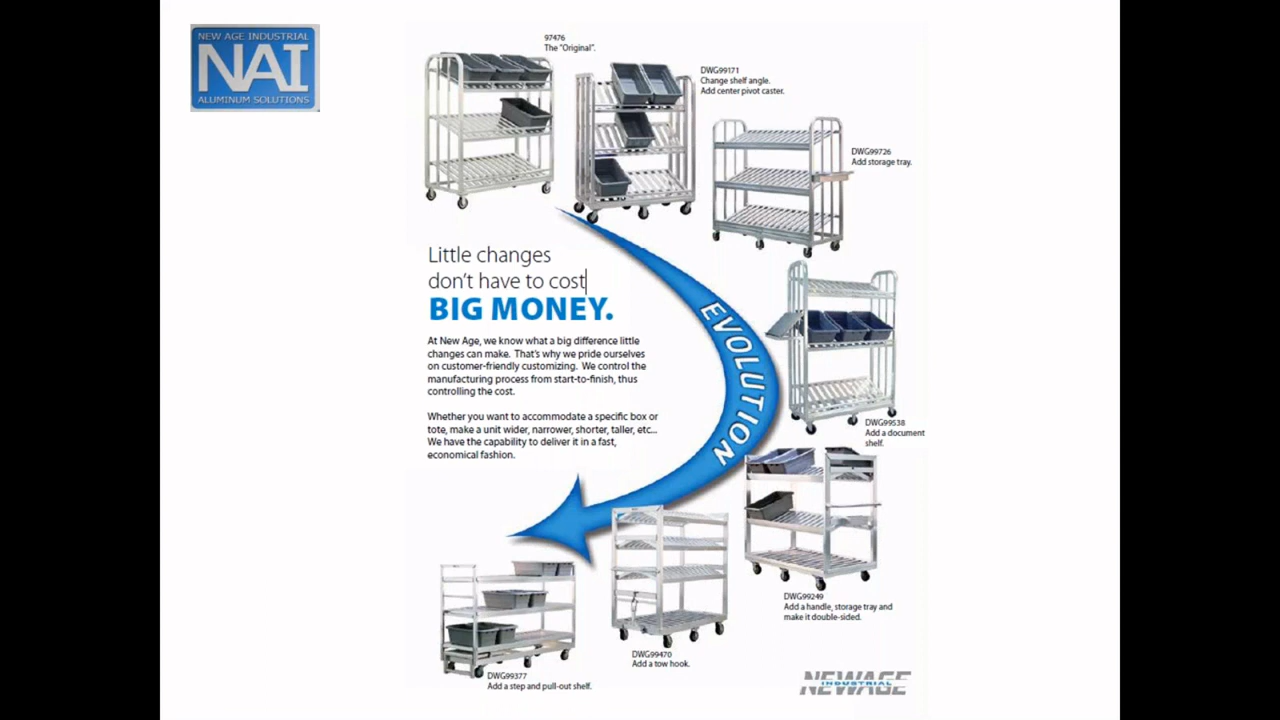 NEW AGE INDUSTRIAL
NAI
ALUMINUM SOLUTIONS
97476
The "Original".
DWG99171
Change shelf angle.
Add center pivot caster.
DWG99726
Add storage tray.
Little changes
don't have to cost
BIG MONEY.
At New Age, we know what a big difference little
changes can make. That's why we pride ourselves
on customer-friendly customizing. We control the
manufacturing process from start-to-finish, thus
controlling the cost.
Whether you want to accommodate a specific box or
tote, make a unit wider, narrower, shorter, taller, etc...
We have the capability to deliver it in a fast,
economical fashion.
EVOLUTION
DWG99538
Add a document
shelf.
DWG99249
Add a handle, storage tray and
make it double-sided.
DWG99470
Add a tow hook.
DWG99377
Add a step and pull-out shelf.
NEWAGE
INDUSTRIAL